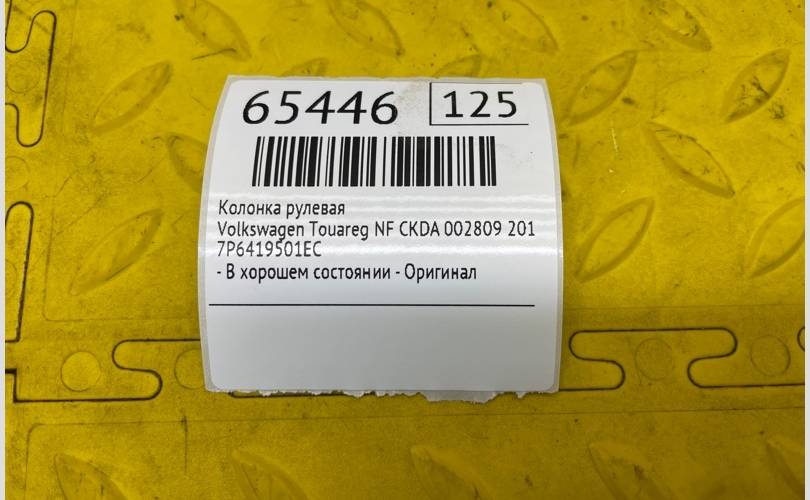 65446 125
Колонка рулевая
Volkswagen Touareg NF CKDA 002809 201
7P6419501EC
- В хорошем состоянии - Оригинал